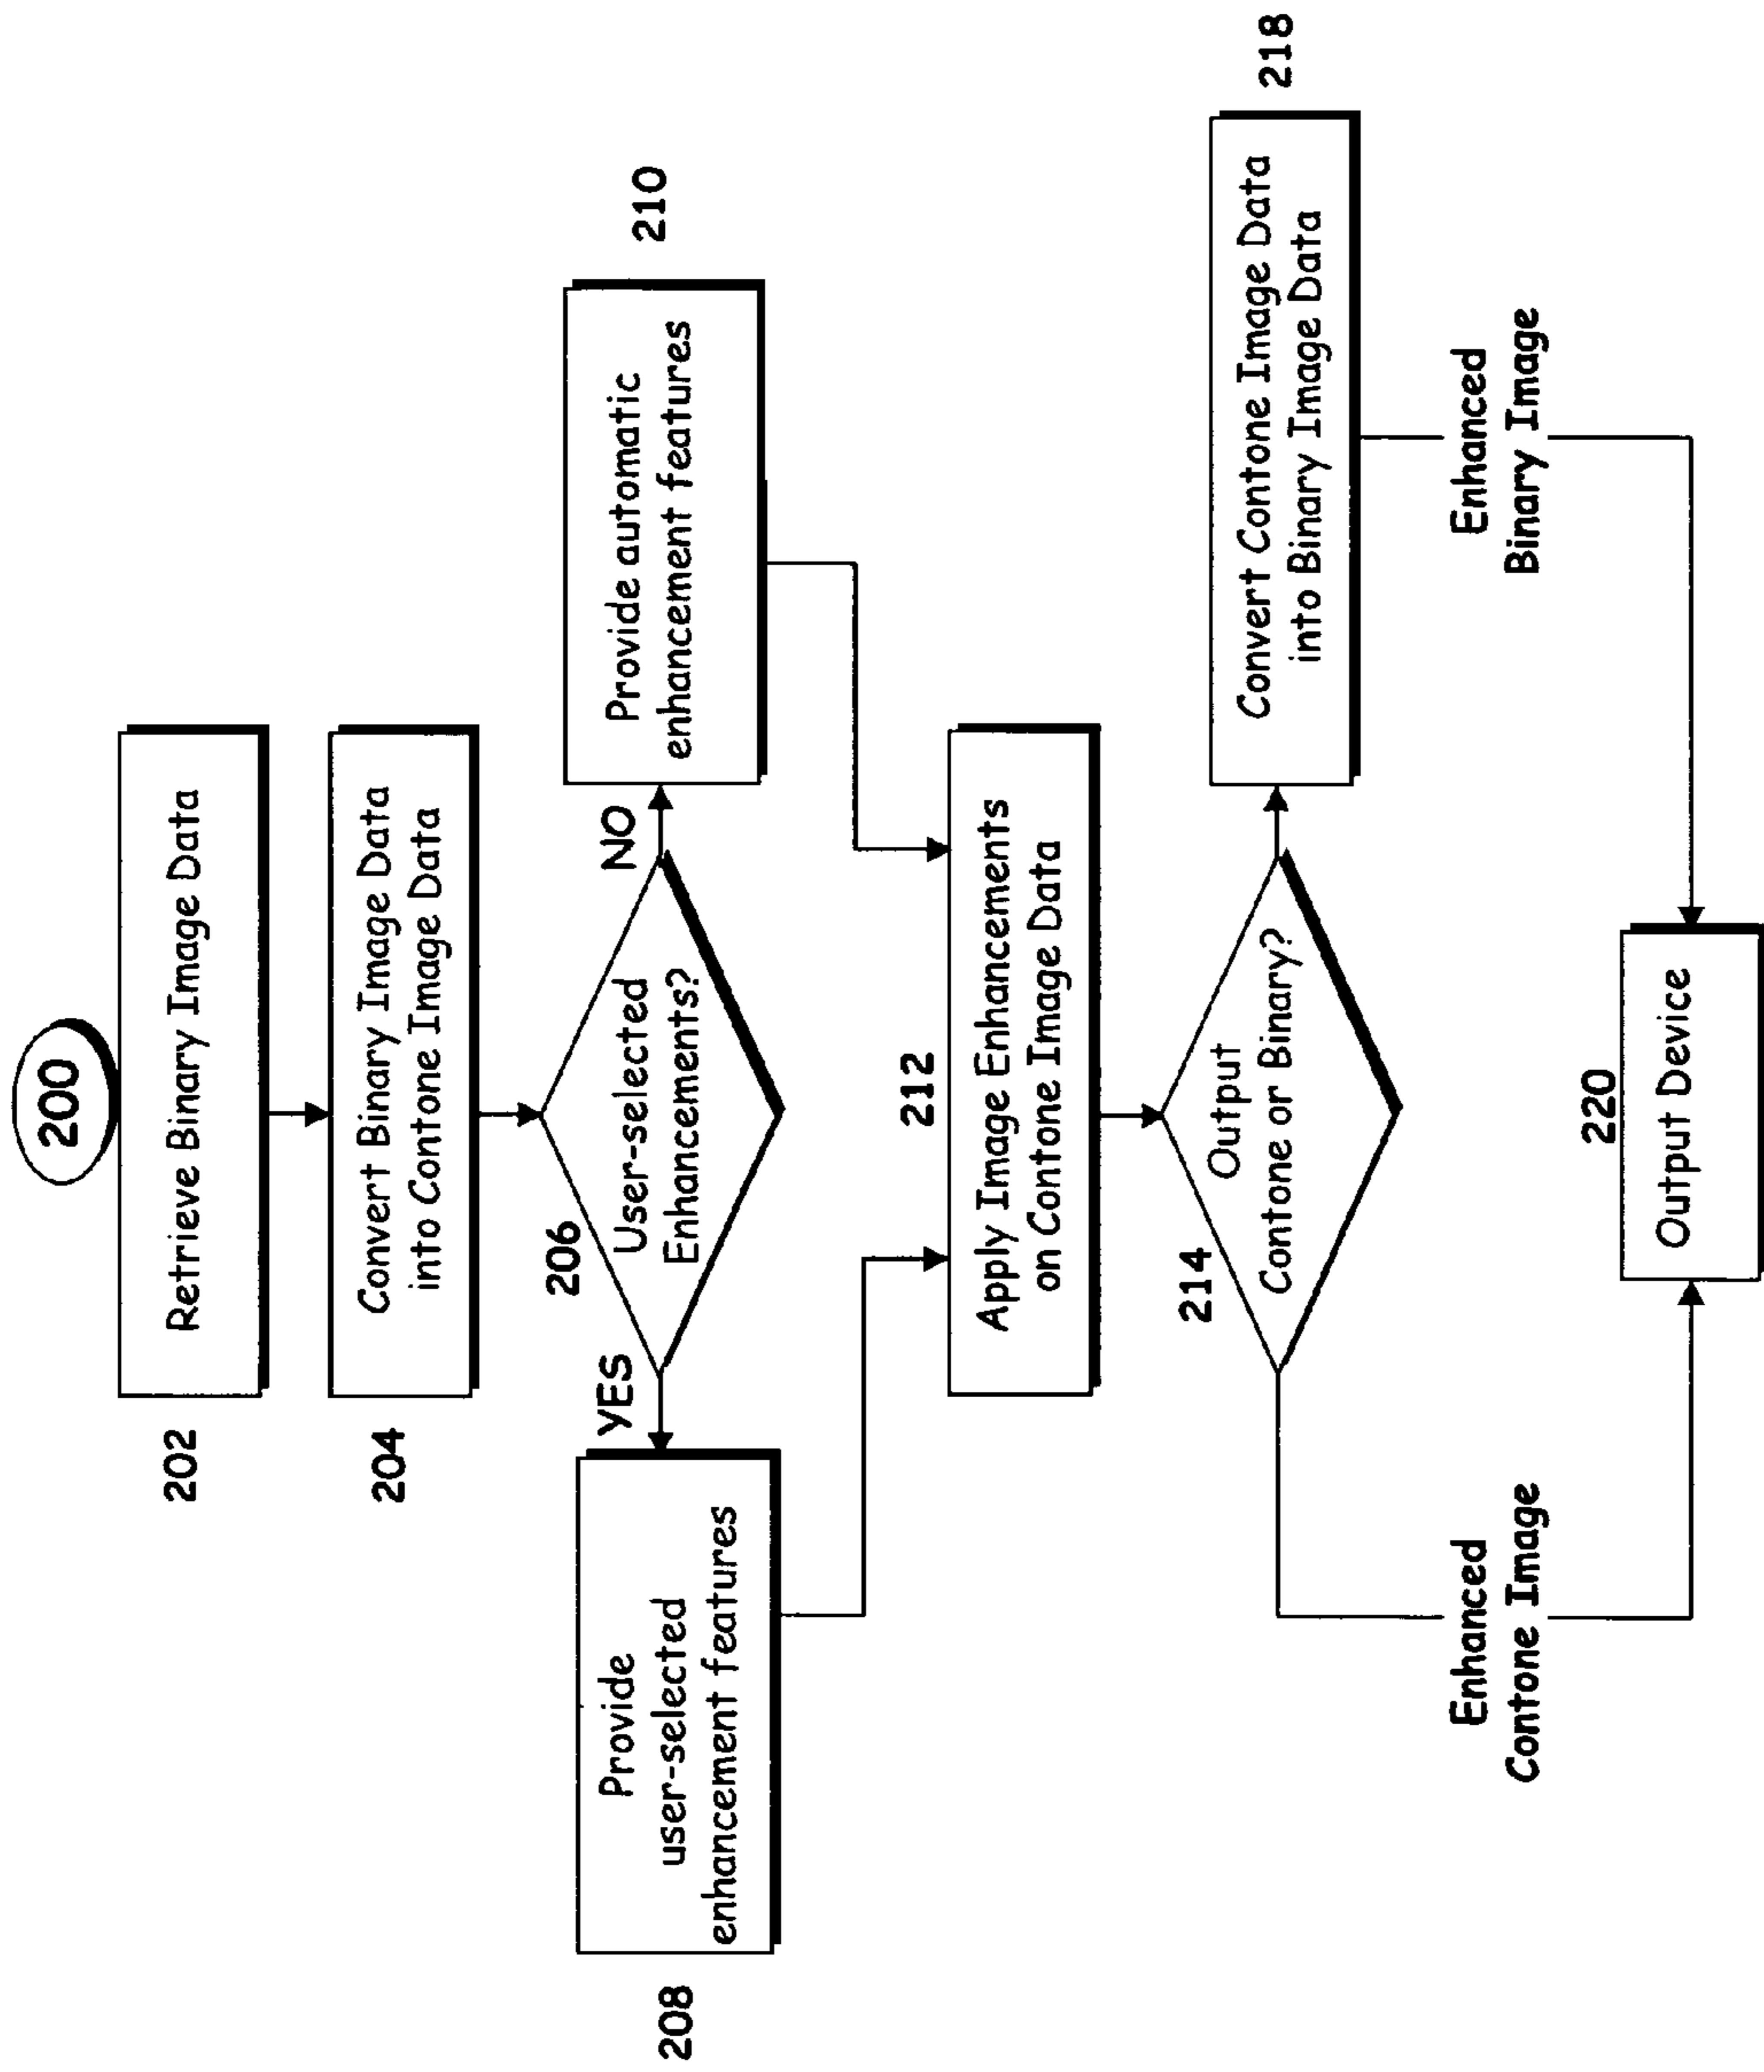 200
202
Retrieve Binary Image Data
204
Convert Binary Image Data
into Contone Image Data
206
User-selected
Enhancements?
YES
NO
208
Provide
user-selected
enhancement features
Provide automatic
enhancement features
210
212
Apply Image Enhancements
on Contone Image Data
214
Output
Contone or Binary?
Convert Contone Image Data
into Binary Image Data
218
Enhanced
Contone Image
Enhanced
Binary Image
220
Output Device